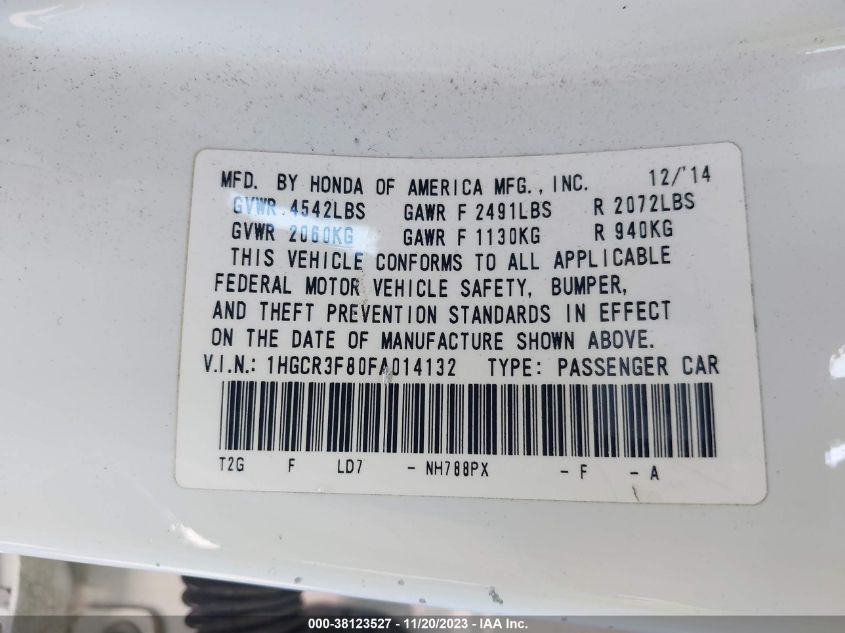 MFD. BY HONDA OF AMERICA MFG., INC. 12/'14
GVWR 4542LBS GAWR F 2491LBS R 2072LBS
GVWR 2060KG GAWR F 1130KG R 940KG
THIS VEHICLE CONFORMS TO ALL APPLICABLE
FEDERAL MOTOR VEHICLE SAFETY, BUMPER,
AND THEFT PREVENTION STANDARDS IN EFFECT
ON THE DATE OF MANUFACTURE SHOWN ABOVE.
V.I.N.: 1HGCR3F80FA014132 TYPE: PASSENGER CAR
T2G F LD7 - NH788PX - F - A
000-38123527 - 11/20/2023 - IAA Inc.